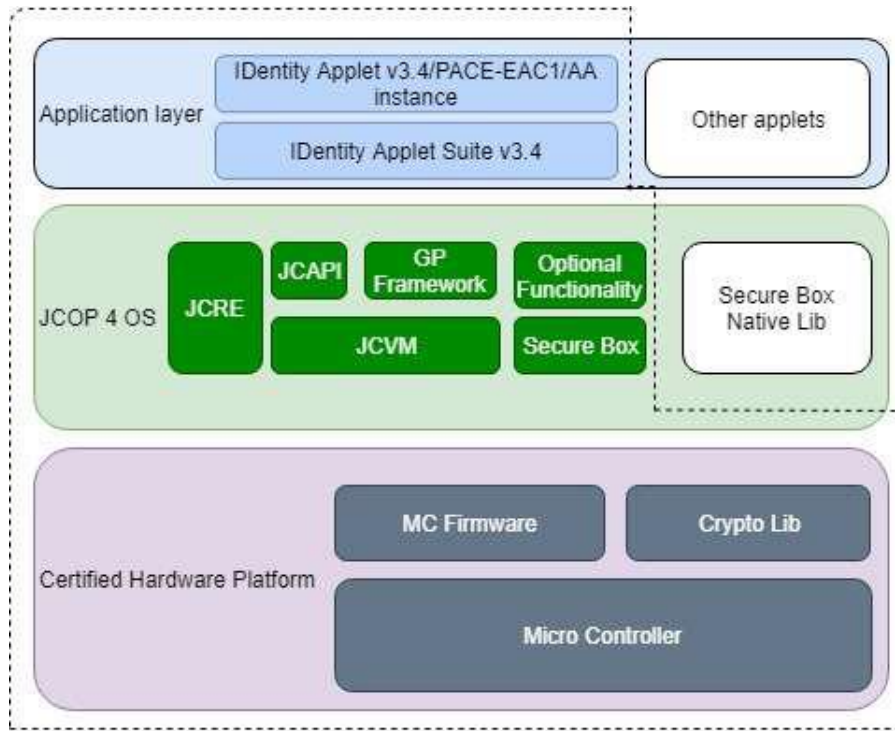 IDentity Applet v3.4/PACE-EAC1/AA
instance
Application layer
IDentity Applet Suite v3.4
Other applets
JCOP 4 OS
JCRE
JCAPI
GP
Framework
Optional
Functionality
JCVM
Secure Box
Secure Box
Native Lib
Certified Hardware Platform
MC Firmware
Crypto Lib
Micro Controller